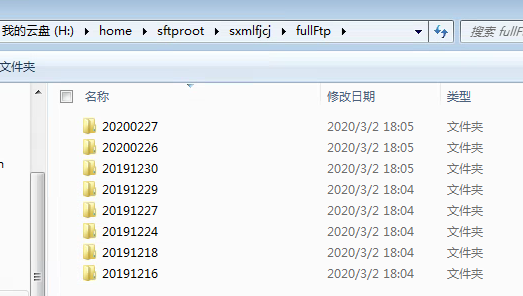 我的云盘 (H:) ▸ home ▸ sftproot ▸ sxmlfjcj ▸ fullFtp ▸ 搜索 fullF
文件夹
名称 修改日期 类型
20200227 2020/3/2 18:05 文件夹
20200226 2020/3/2 18:05 文件夹
20191230 2020/3/2 18:05 文件夹
20191229 2020/3/2 18:04 文件夹
20191227 2020/3/2 18:04 文件夹
20191224 2020/3/2 18:04 文件夹
20191218 2020/3/2 18:04 文件夹
20191216 2020/3/2 18:04 文件夹